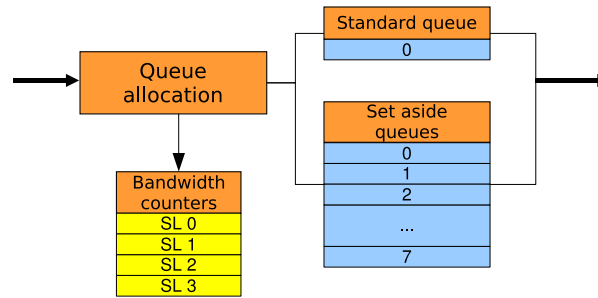 Queue
allocation
Bandwidth
counters
SL 0
SL 1
SL 2
SL 3
Standard queue
0
Set aside
queues
0
1
2
...
7